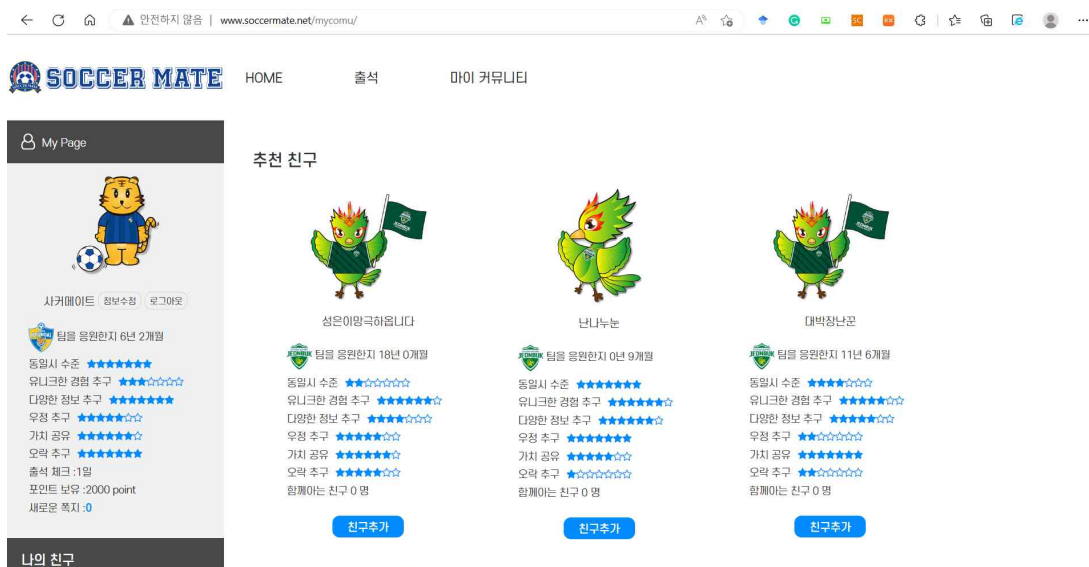 안전하지 않음 | www.soccermate.net/mycomu/
SOCCER MATE HOME 출석 마이 커뮤니티
My Page
사커메이트 정보수정 로그아웃
팀을 응원한지 6년 2개월
동일시 수준 ★★★★★★★
유니크한 경험 추구 ★★★☆☆☆☆
다양한 정보 추구 ★★★★★★★
우정 추구 ★★★★★☆☆
가치 공유 ★★★★★★☆
오락 추구 ★★★★★★★
출석 체크 :1일
포인트 보유 :2000 point
새로운 쪽지 :0
나의 친구
추천 친구
성은이망극하옵니다
JEONBUK 팀을 응원한지 18년 0개월
동일시 수준 ★★☆☆☆☆☆
유니크한 경험 추구 ★★★★★★☆
다양한 정보 추구 ★★★★☆☆☆
우정 추구 ★★★★★☆☆
가치 공유 ★★★★★★☆
오락 추구 ★★★★★☆☆
함께아는 친구 0 명
친구추가
난나누눈
JEONBUK 팀을 응원한지 0년 9개월
동일시 수준 ★★★★★★★
유니크한 경험 추구 ★★★★★★☆
다양한 정보 추구 ★★★★★★☆
우정 추구 ★★★★★★★
가치 공유 ★★★★★☆☆
오락 추구 ★☆☆☆☆☆☆
함께아는 친구 0 명
친구추가
대박장난꾼
JEONBUK 팀을 응원한지 11년 6개월
동일시 수준 ★★★★☆☆☆
유니크한 경험 추구 ★★★★★☆☆
다양한 정보 추구 ★★★★★☆☆
우정 추구 ★★☆☆☆☆☆
가치 공유 ★★★★★★★
오락 추구 ★★☆☆☆☆☆
함께아는 친구 0 명
친구추가